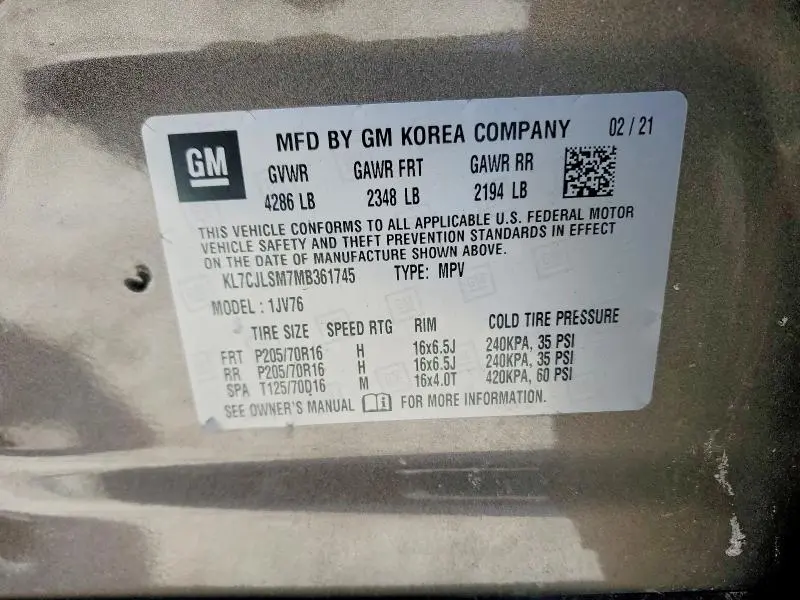 GM
MFD BY GM KOREA COMPANY 02 / 21
GVWR GAWR FRT GAWR RR
4286 LB 2348 LB 2194 LB
THIS VEHICLE CONFORMS TO ALL APPLICABLE U.S. FEDERAL MOTOR
VEHICLE SAFETY AND THEFT PREVENTION STANDARDS IN EFFECT
ON THE DATE OF MANUFACTURE SHOWN ABOVE.
KL7CJLSM7MB361745 TYPE: MPV
MODEL : 1JV76
TIRE SIZE SPEED RTG RIM COLD TIRE PRESSURE
FRT P205/70R16 H 16x6.5J 240KPA, 35 PSI
RR P205/70R16 H 16x6.5J 240KPA, 35 PSI
SPA T125/70D16 M 16x4.0T 420KPA, 60 PSI
SEE OWNER'S MANUAL FOR MORE INFORMATION.